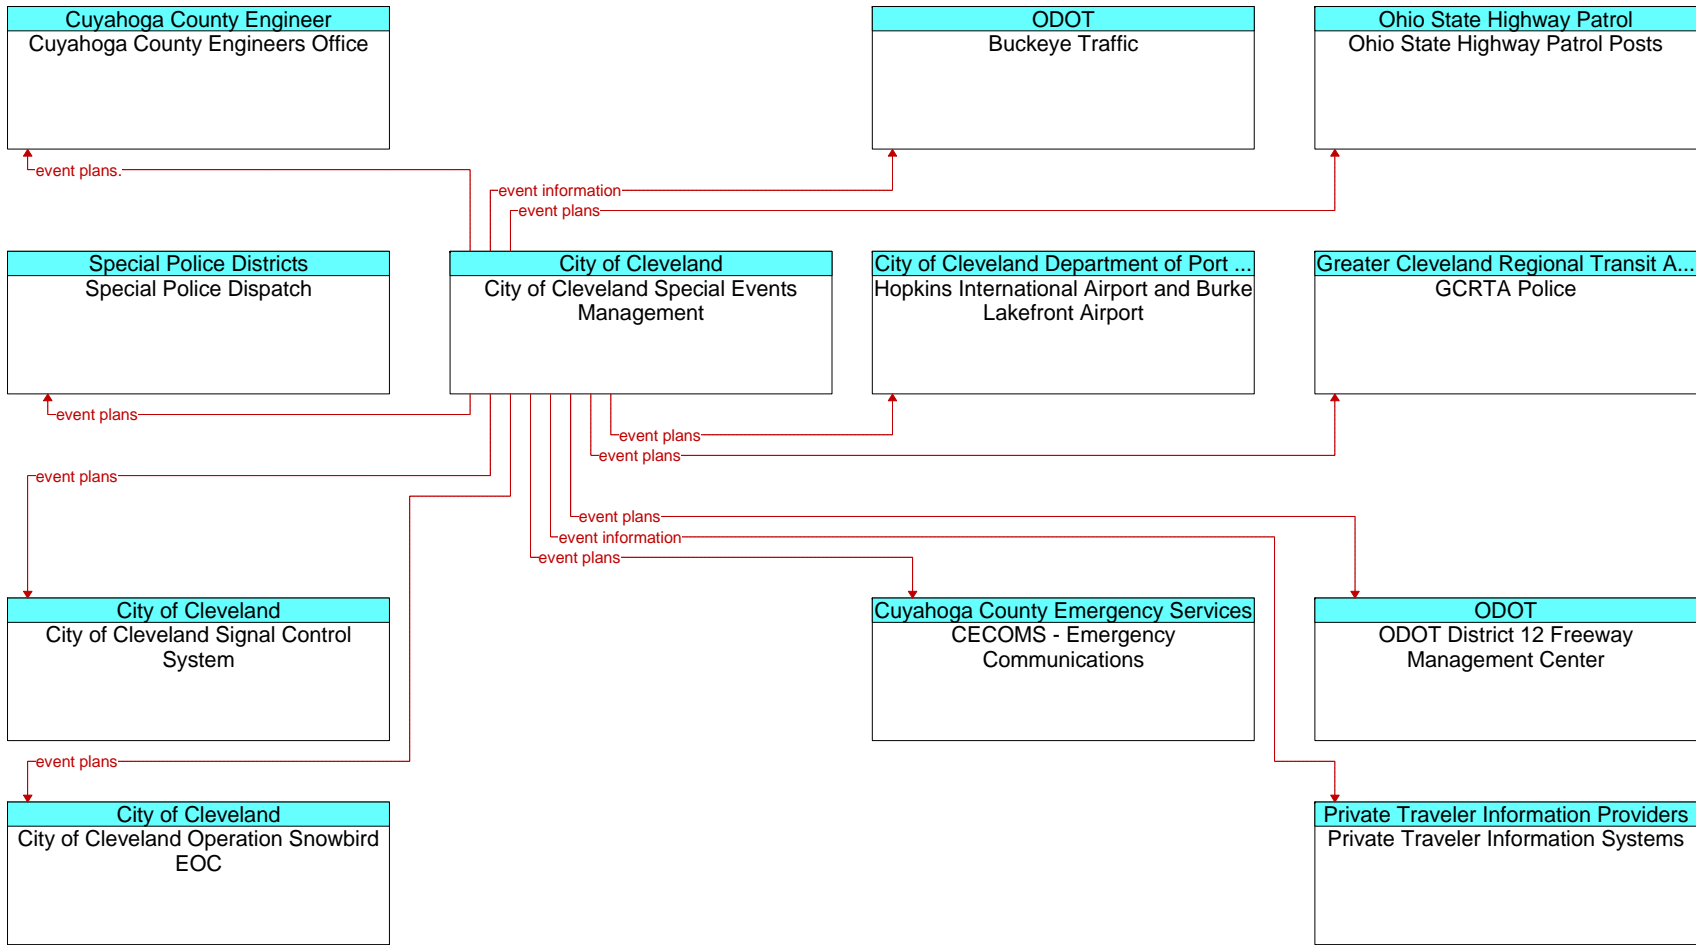 Cuyahoga County Engineer
Cuyahoga County Engineers Office
ODOT
Buckeye Traffic
Ohio State Highway Patrol
Ohio State Highway Patrol Posts
event plans.
event information
event plans
Special Police Districts
Special Police Dispatch
City of Cleveland
City of Cleveland Special Events
Management
City of Cleveland Department of Port ...
Hopkins International Airport and Burke
Lakefront Airport
Greater Cleveland Regional Transit A...
GCRTA Police
event plans
event plans
event plans
event plans
event plans
event information
event plans
City of Cleveland
City of Cleveland Signal Control
System
Cuyahoga County Emergency Services
CECOMS - Emergency
Communications
ODOT
ODOT District 12 Freeway
Management Center
event plans
City of Cleveland
City of Cleveland Operation Snowbird
EOC
Private Traveler Information Providers
Private Traveler Information Systems